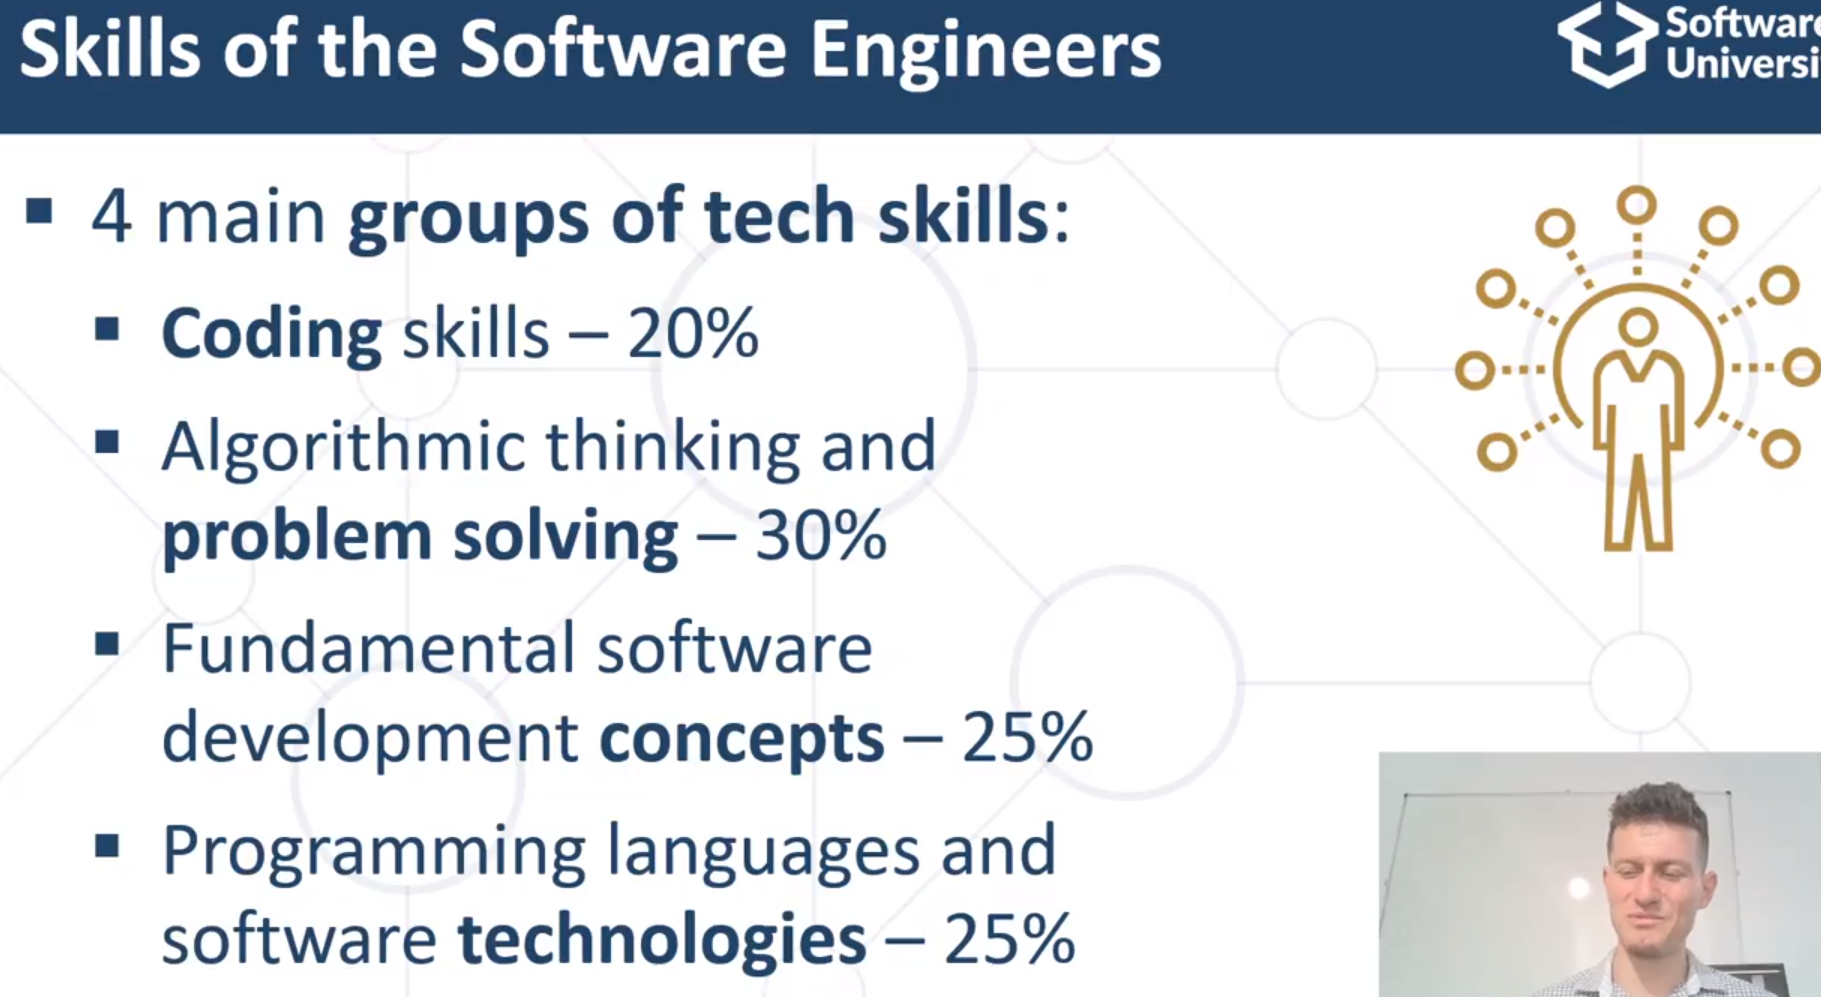 Skills of the Software Engineers
Software
Universi
▪ 4 main groups of tech skills:
▪ Coding skills – 20%
▪ Algorithmic thinking and
problem solving – 30%
▪ Fundamental software
development concepts – 25%
▪ Programming languages and
software technologies – 25%